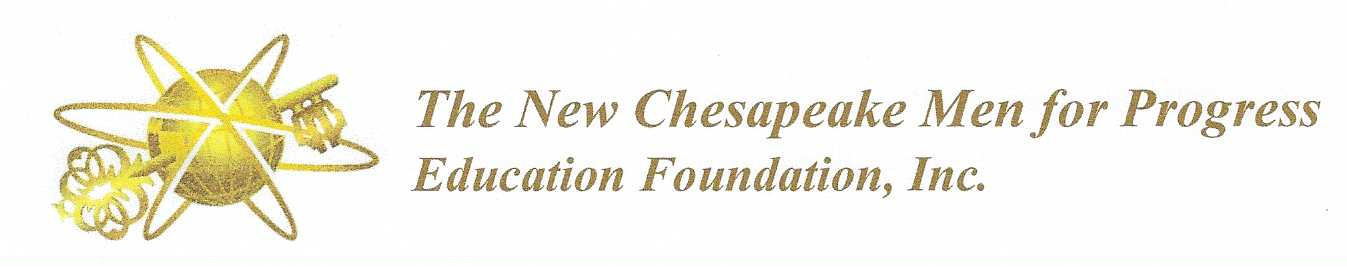 The New Chesapeake Men for Progress
Education Foundation, Inc.